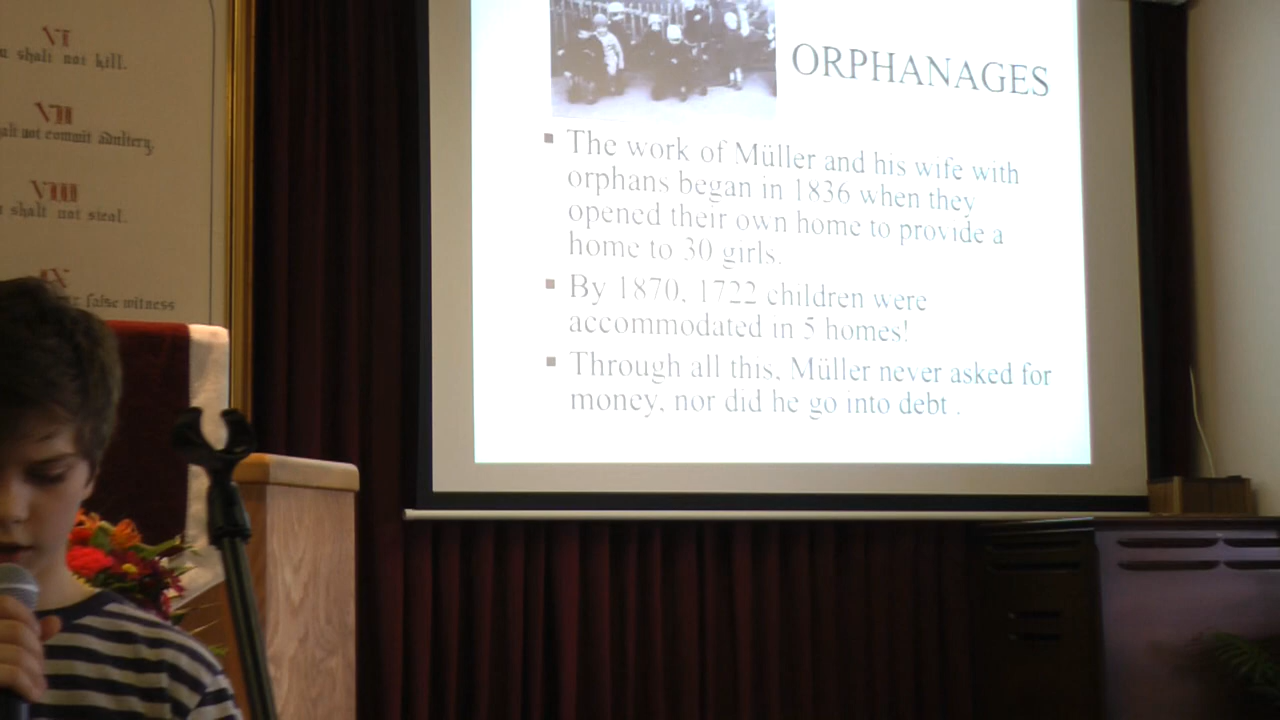 VI
shalt not kill.
VII
not commit adultery.
VIII
shalt not steal.
IX
false witness
ORPHANAGES
▪ The work of Müller and his wife with
orphans began in 1836 when they
opened their own home to provide a
home to 30 girls.
▪ By 1870, 1722 children were
accommodated in 5 homes!
▪ Through all this, Müller never asked for
money, nor did he go into debt .